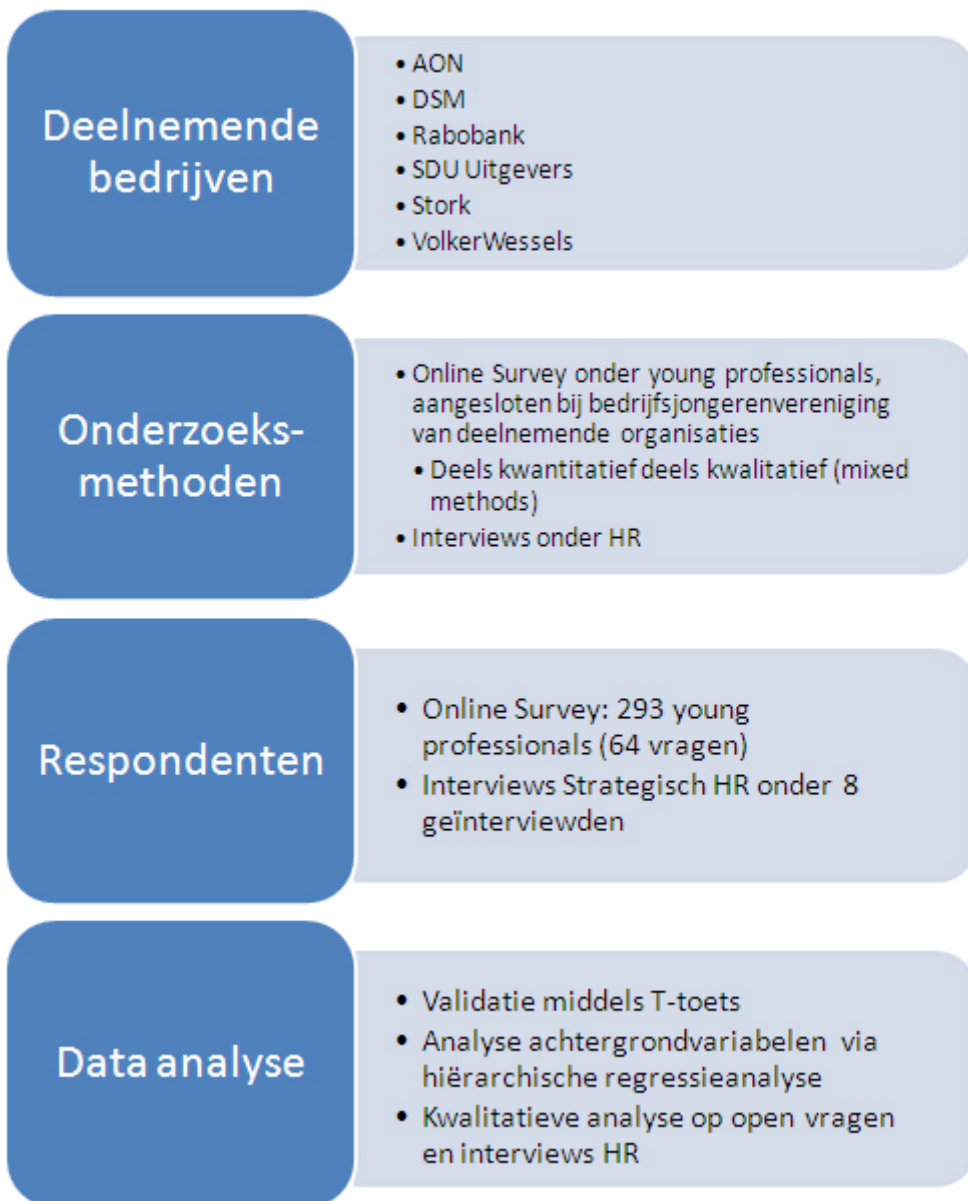 Deelnemende
bedrijven
• AON
• DSM
• Rabobank
• SDU Uitgevers
• Stork
• VolkerWessels
Onderzoeks-
methoden
• Online Survey onder young professionals,
aangesloten bij bedrijfsjongerenvereniging
van deelnemende organisaties
• Deels kwantitatief deels kwalitatief (mixed
methods)
• Interviews onder HR
Respondenten
• Online Survey: 293 young
professionals (64 vragen)
• Interviews Strategisch HR onder 8
geïnterviewden
Data analyse
• Validatie middels T-toets
• Analyse achtergrondvariabelen via
hiërarchische regressieanalyse
• Kwalitatieve analyse op open vragen
en interviews HR